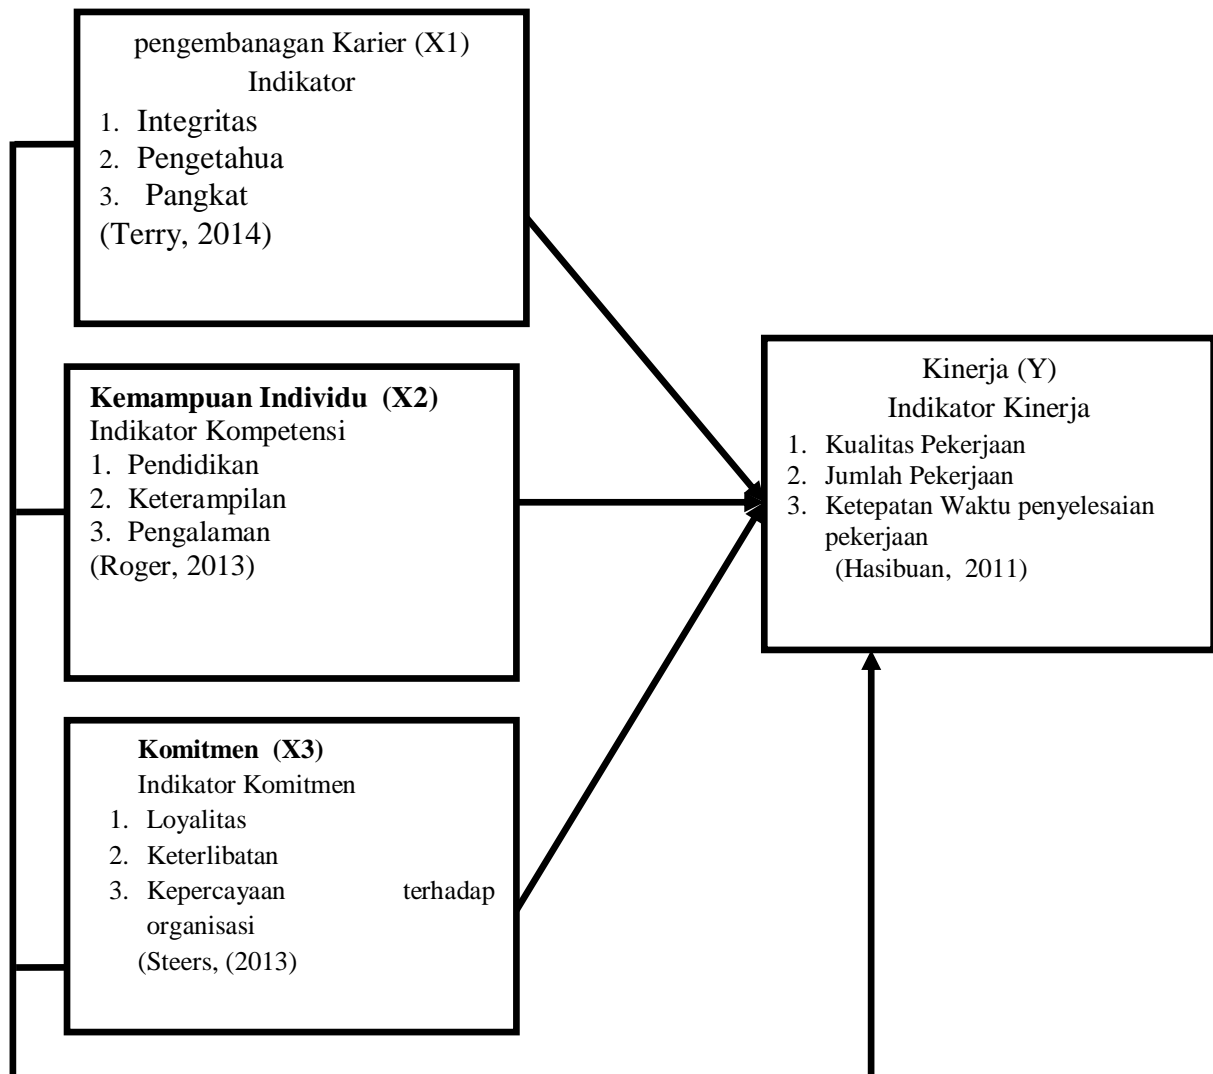 pengembanagan Karier (X1)
Indikator
1. Integritas
2. Pengetahua
3. Pangkat
(Terry, 2014)
Kemampuan Individu (X2)
Indikator Kompetensi
1. Pendidikan
2. Keterampilan
3. Pengalaman
(Roger, 2013)
Komitmen (X3)
Indikator Komitmen
1. Loyalitas
2. Keterlibatan
3. Kepercayaan terhadap
organisasi
(Steers, (2013)
Kinerja (Y)
Indikator Kinerja
1. Kualitas Pekerjaan
2. Jumlah Pekerjaan
3. Ketepatan Waktu penyelesaian
pekerjaan
(Hasibuan, 2011)